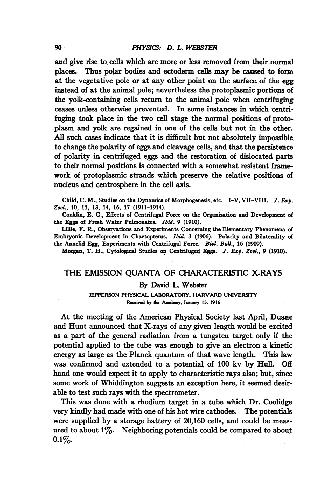 90 PHYSICS: D. L. WEBSTER
and give rise to cells which are more or less removed from their normal
places. Thus polar bodies and ectoderm cells may be caused to form
at the vegetative pole or at any other point on the surface of the egg
instead of at the animal pole; nevertheless the protoplasmic portions of
the yolk-containing cells return to the animal pole when centrifuging
ceases unless otherwise prevented. In some instances in which centri-
fuging took place in the two cell stage the normal positions of proto-
plasm and yolk are regained in one of the cells but not in the other.
All such cases indicate that it is difficult but not absolutely impossible
to change the polarity of eggs and cleavage cells, and that the persistence
of polarity in centrifuged eggs and the restoration of dislocated parts
to their normal positions is connected with a somewhat resistant frame-
work of protoplasmic strands which preserve the relative positions of
nucleus and centrosphere in the cell axis.
Child, C. M., Studies on the Dynamics of Morphogenesis, etc. I-V, VII-VIII. J. Exp.
Zool., 10, 11, 13, 14, 16, 17 (1911-1914).
Conklin, E. G., Effects of Centrifugal Force on the Organization and Development of
the Eggs of Fresh Water Pulmonates. Ibid. 9 (1910).
Lillie, F. R., Observations and Experiments Concerning the Elementary Phenomena of
Embryonic Development in Chaetopterus. Ibid. 3 (1906). Polarity and Bilaterality of
the Annelid Egg, Experiments with Centrifugal Force. Biol. Bull., 16 (1909).
Morgan, T. H., Cytological Studies on Centrifuged Eggs. J. Exp. Zool., 9 (1910).
THE EMISSION QUANTA OF CHARACTERISTIC X-RAYS
By David L. Webster
JEFFERSON PHYSICAL LABORATORY, HARVARD UNIVERSITY
Received by the Academy, January 13, 1916
At the meeting of the American Physical Society last April, Duane
and Hunt announced that X-rays of any given length would be excited
as a part of the general radiation from a tungsten target only if the
potential applied to the tube was enough to give an electron a kinetic
energy as large as the Planck quantum of that wave length. This law
was confirmed and extended to a potential of 100 kv by Hull. Off
hand one would expect it to apply to characteristic rays also; but, since
some work of Whiddington suggests an exception here, it seemed desir-
able to test such rays with the spectrometer.
This was done with a rhodium target in a tube which Dr. Coolidge
very kindly had made with one of his hot wire cathodes. The potentials
were supplied by a storage battery of 20,160 cells, and could be meas-
ured to about 1%. Neighboring potentials could be compared to about
0.1%.